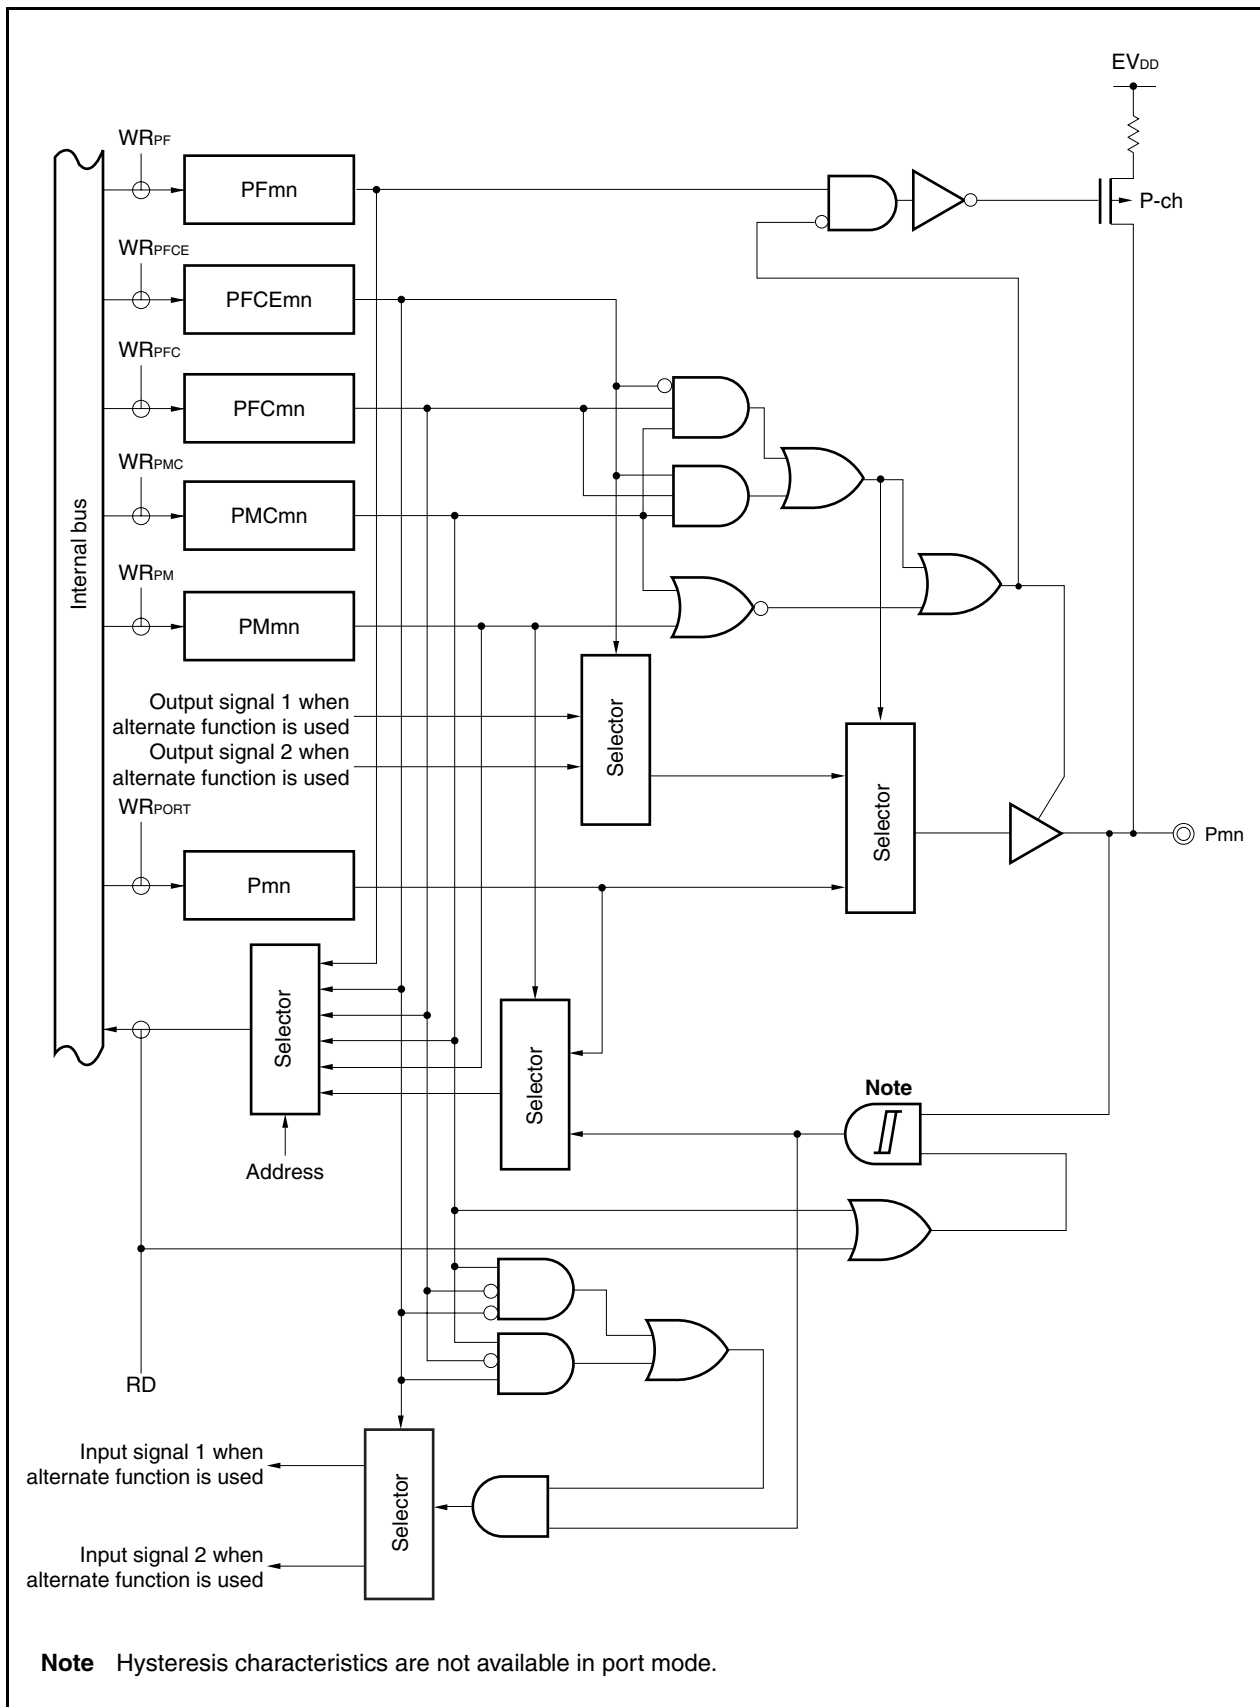 EVDD
WRPF
PFmn
P-ch
WRPFCE
PFCEmn
WRPFC
PFCmn
WRPMC
PMCmn
Internal bus
WRPM
PMmn
Output signal 1 when
alternate function is used
Output signal 2 when
alternate function is used
Selector
Selector
WRPORT
Pmn
Pmn
Selector
Selector
Note
Address
RD
Input signal 1 when
alternate function is used
Selector
Input signal 2 when
alternate function is used
Note Hysteresis characteristics are not available in port mode.